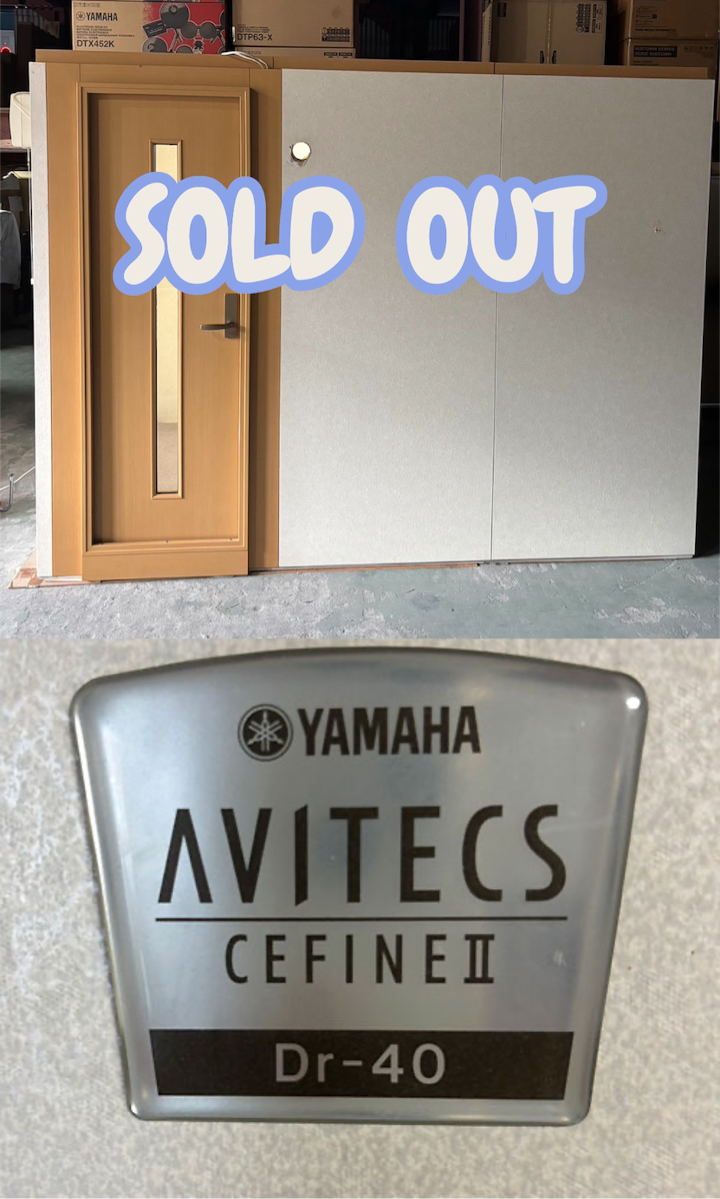 YAMAHA
DTX452K
DTP63-X
SOLD OUT
YAMAHA
AVITECS
CEFINE II
Dr-40